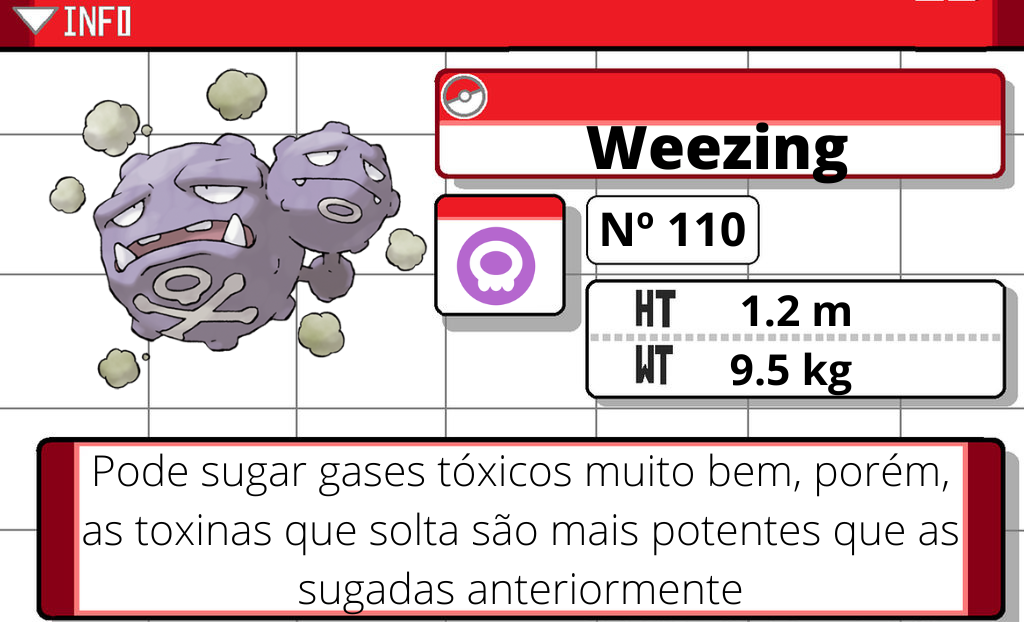 INFO
Weezing
Nº 110
HT 1.2 m
WT 9.5 kg
Pode sugar gases tóxicos muito bem, porém,
as toxinas que solta são mais potentes que as
sugadas anteriormente